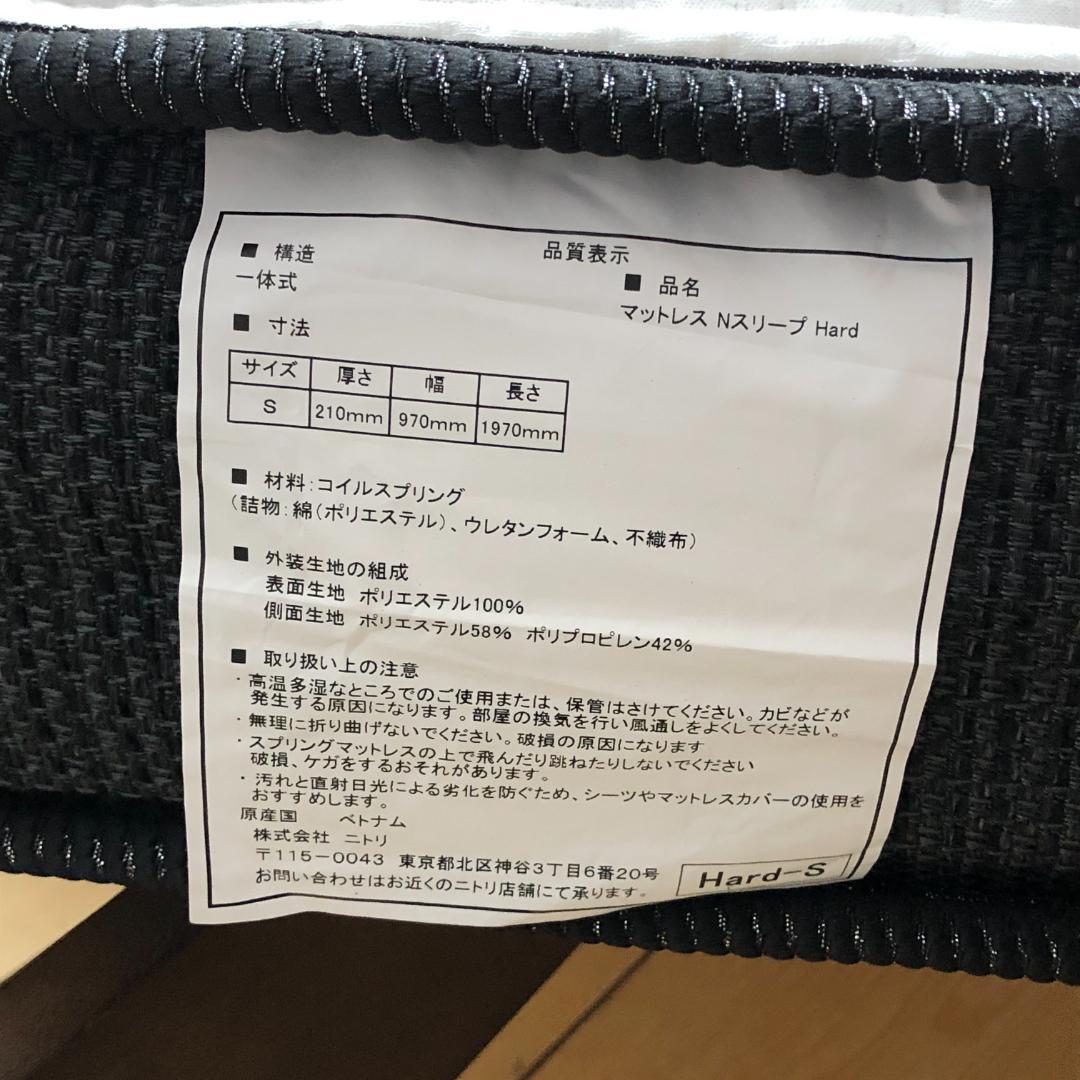 品質表示
■ 構造
一体式
■ 品名
マットレス Nスリープ Hard
■ 寸法
サイズ 厚さ 幅 長さ
S 210mm 970mm 1970mm
■ 材料:コイルスプリング
(詰物:綿(ポリエステル)、ウレタンフォーム、不織布)
■ 外装生地の組成
表面生地 ポリエステル100%
側面生地 ポリエステル58% ポリプロピレン42%
■ 取り扱い上の注意
・高温多湿なところでのご使用または、保管はさけてください。カビなどが
発生する原因になります。部屋の換気を行い風通しをよくしてください。
・無理に折り曲げないでください。破損の原因になります
・スプリングマットレスの上で飛んだり跳ねたりしないでください
破損、ケガをするおそれがあります。
・汚れと直射日光による劣化を防ぐため、シーツやマットレスカバーの使用を
おすすめします。
原産国 ベトナム
株式会社 ニトリ
〒115-0043 東京都北区神谷3丁目6番20号
お問い合わせはお近くのニトリ店舗にて承ります。
Hard-S